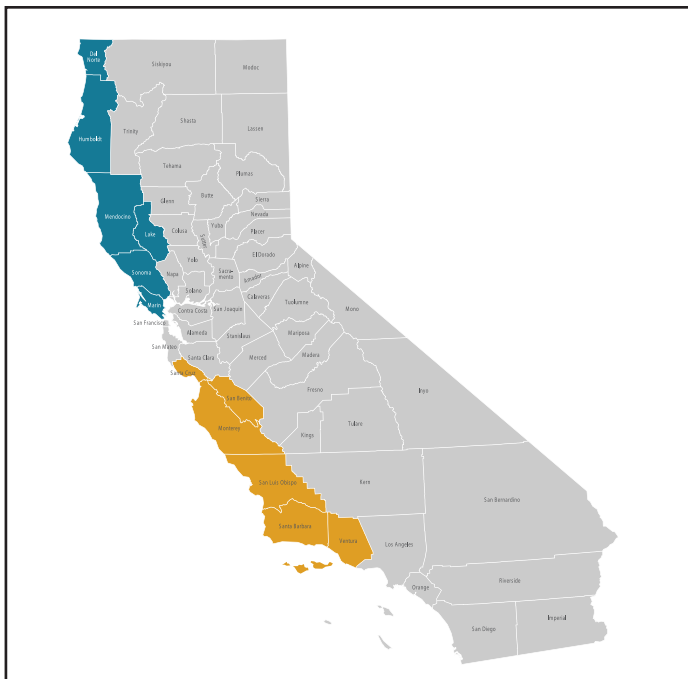 Del
Norte
Siskiyou
Modoc
Humboldt
Trinity
Shasta
Lassen
Tehama
Plumas
Mendocino
Glenn
Butte
Sierra
Nevada
Lake
Colusa
Sutter
Yuba
Placer
El Dorado
Sonoma
Napa
Yolo
Sacra-
mento
Amador
Alpine
Marin
Solano
Calaveras
Tuolumne
Mono
Contra Costa
San Joaquin
San Francisco
Alameda
Stanislaus
Mariposa
San Mateo
Santa Clara
Merced
Madera
Santa Cruz
San Benito
Fresno
Inyo
Monterey
Kings
Tulare
San Luis Obispo
Kern
San Bernardino
Santa Barbara
Ventura
Los Angeles
Orange
Riverside
San Diego
Imperial